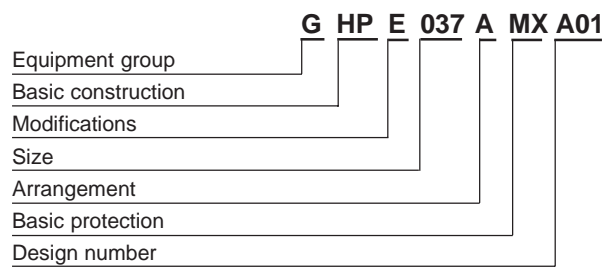 G HP E 037 A MX A01
Equipment group
Basic construction
Modifications
Size
Arrangement
Basic protection
Design number